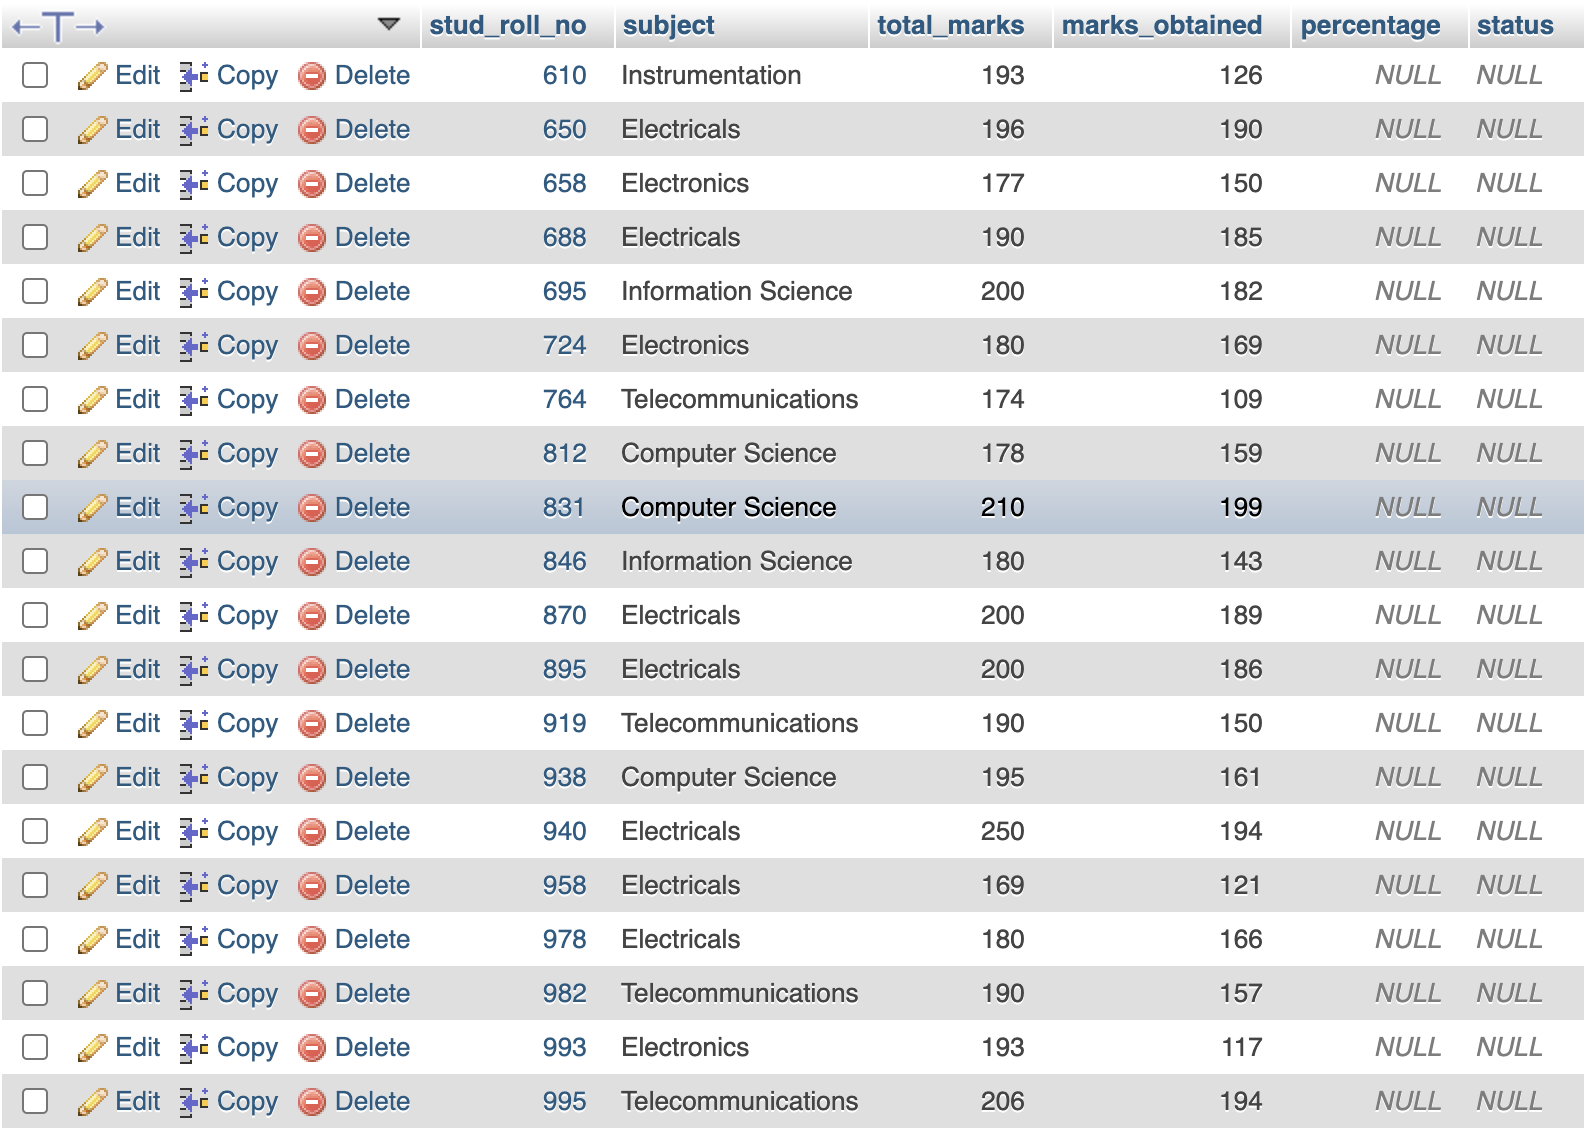 stud_roll_no subject total_marks marks_obtained percentage status
Edit Copy Delete 610 Instrumentation 193 126 NULL NULL
Edit Copy Delete 650 Electricals 196 190 NULL NULL
Edit Copy Delete 658 Electronics 177 150 NULL NULL
Edit Copy Delete 688 Electricals 190 185 NULL NULL
Edit Copy Delete 695 Information Science 200 182 NULL NULL
Edit Copy Delete 724 Electronics 180 169 NULL NULL
Edit Copy Delete 764 Telecommunications 174 109 NULL NULL
Edit Copy Delete 812 Computer Science 178 159 NULL NULL
Edit Copy Delete 831 Computer Science 210 199 NULL NULL
Edit Copy Delete 846 Information Science 180 143 NULL NULL
Edit Copy Delete 870 Electricals 200 189 NULL NULL
Edit Copy Delete 895 Electricals 200 186 NULL NULL
Edit Copy Delete 919 Telecommunications 190 150 NULL NULL
Edit Copy Delete 938 Computer Science 195 161 NULL NULL
Edit Copy Delete 940 Electricals 250 194 NULL NULL
Edit Copy Delete 958 Electricals 169 121 NULL NULL
Edit Copy Delete 978 Electricals 180 166 NULL NULL
Edit Copy Delete 982 Telecommunications 190 157 NULL NULL
Edit Copy Delete 993 Electronics 193 117 NULL NULL
Edit Copy Delete 995 Telecommunications 206 194 NULL NULL